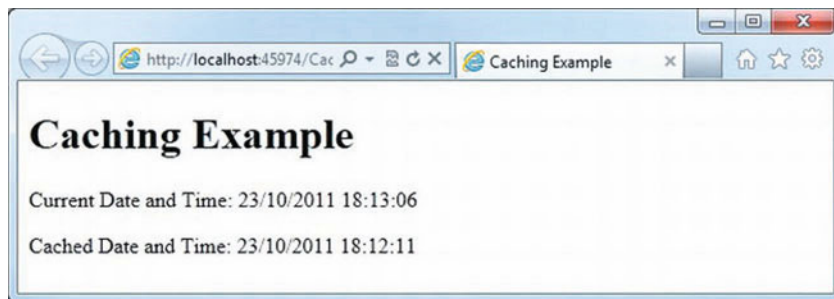 http://localhost:45974/Cac
Caching Example
Caching Example
Current Date and Time: 23/10/2011 18:13:06
Cached Date and Time: 23/10/2011 18:12:11